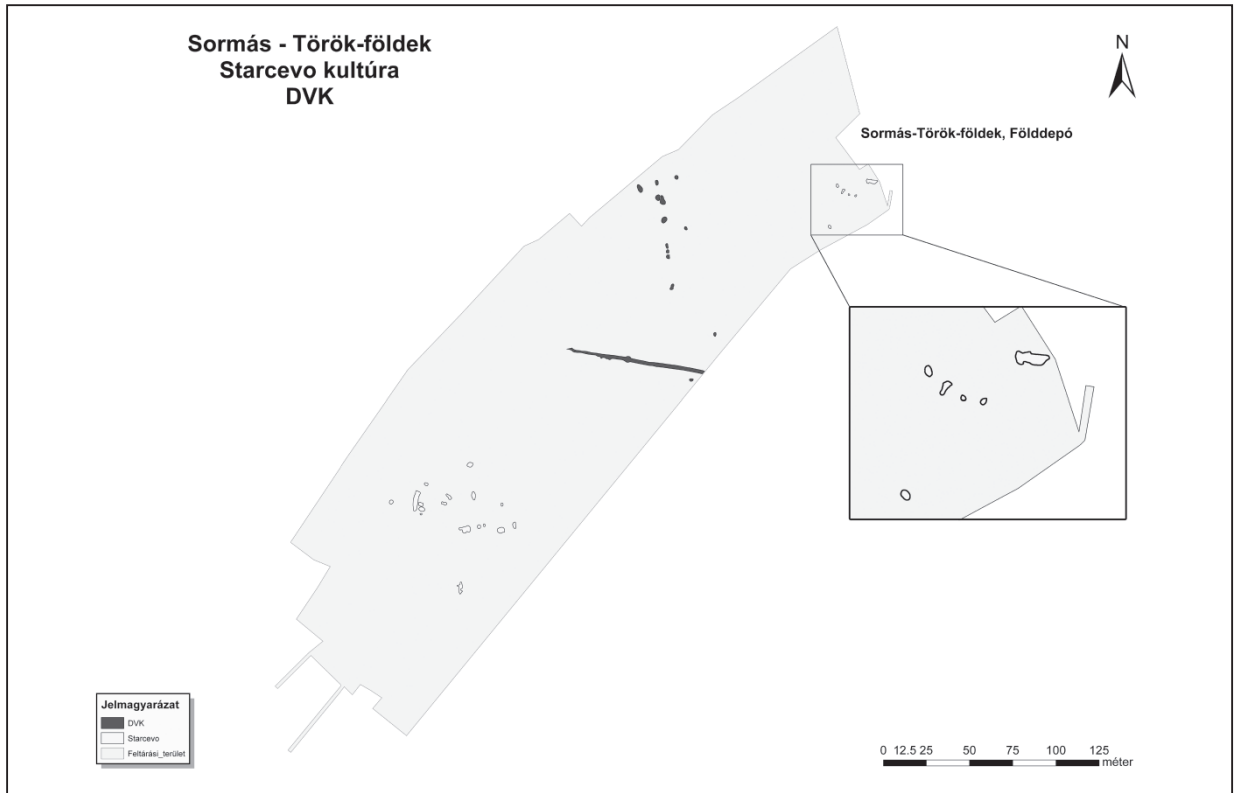 Sormás - Török-földek
Starcevo kultúra
DVK
N
Sormás-Török-földek, Földdepó
Jelmagyarázat
DVK
Starcevo
Feltárási_terület
0 12.5 25 50 75 100 125
méter